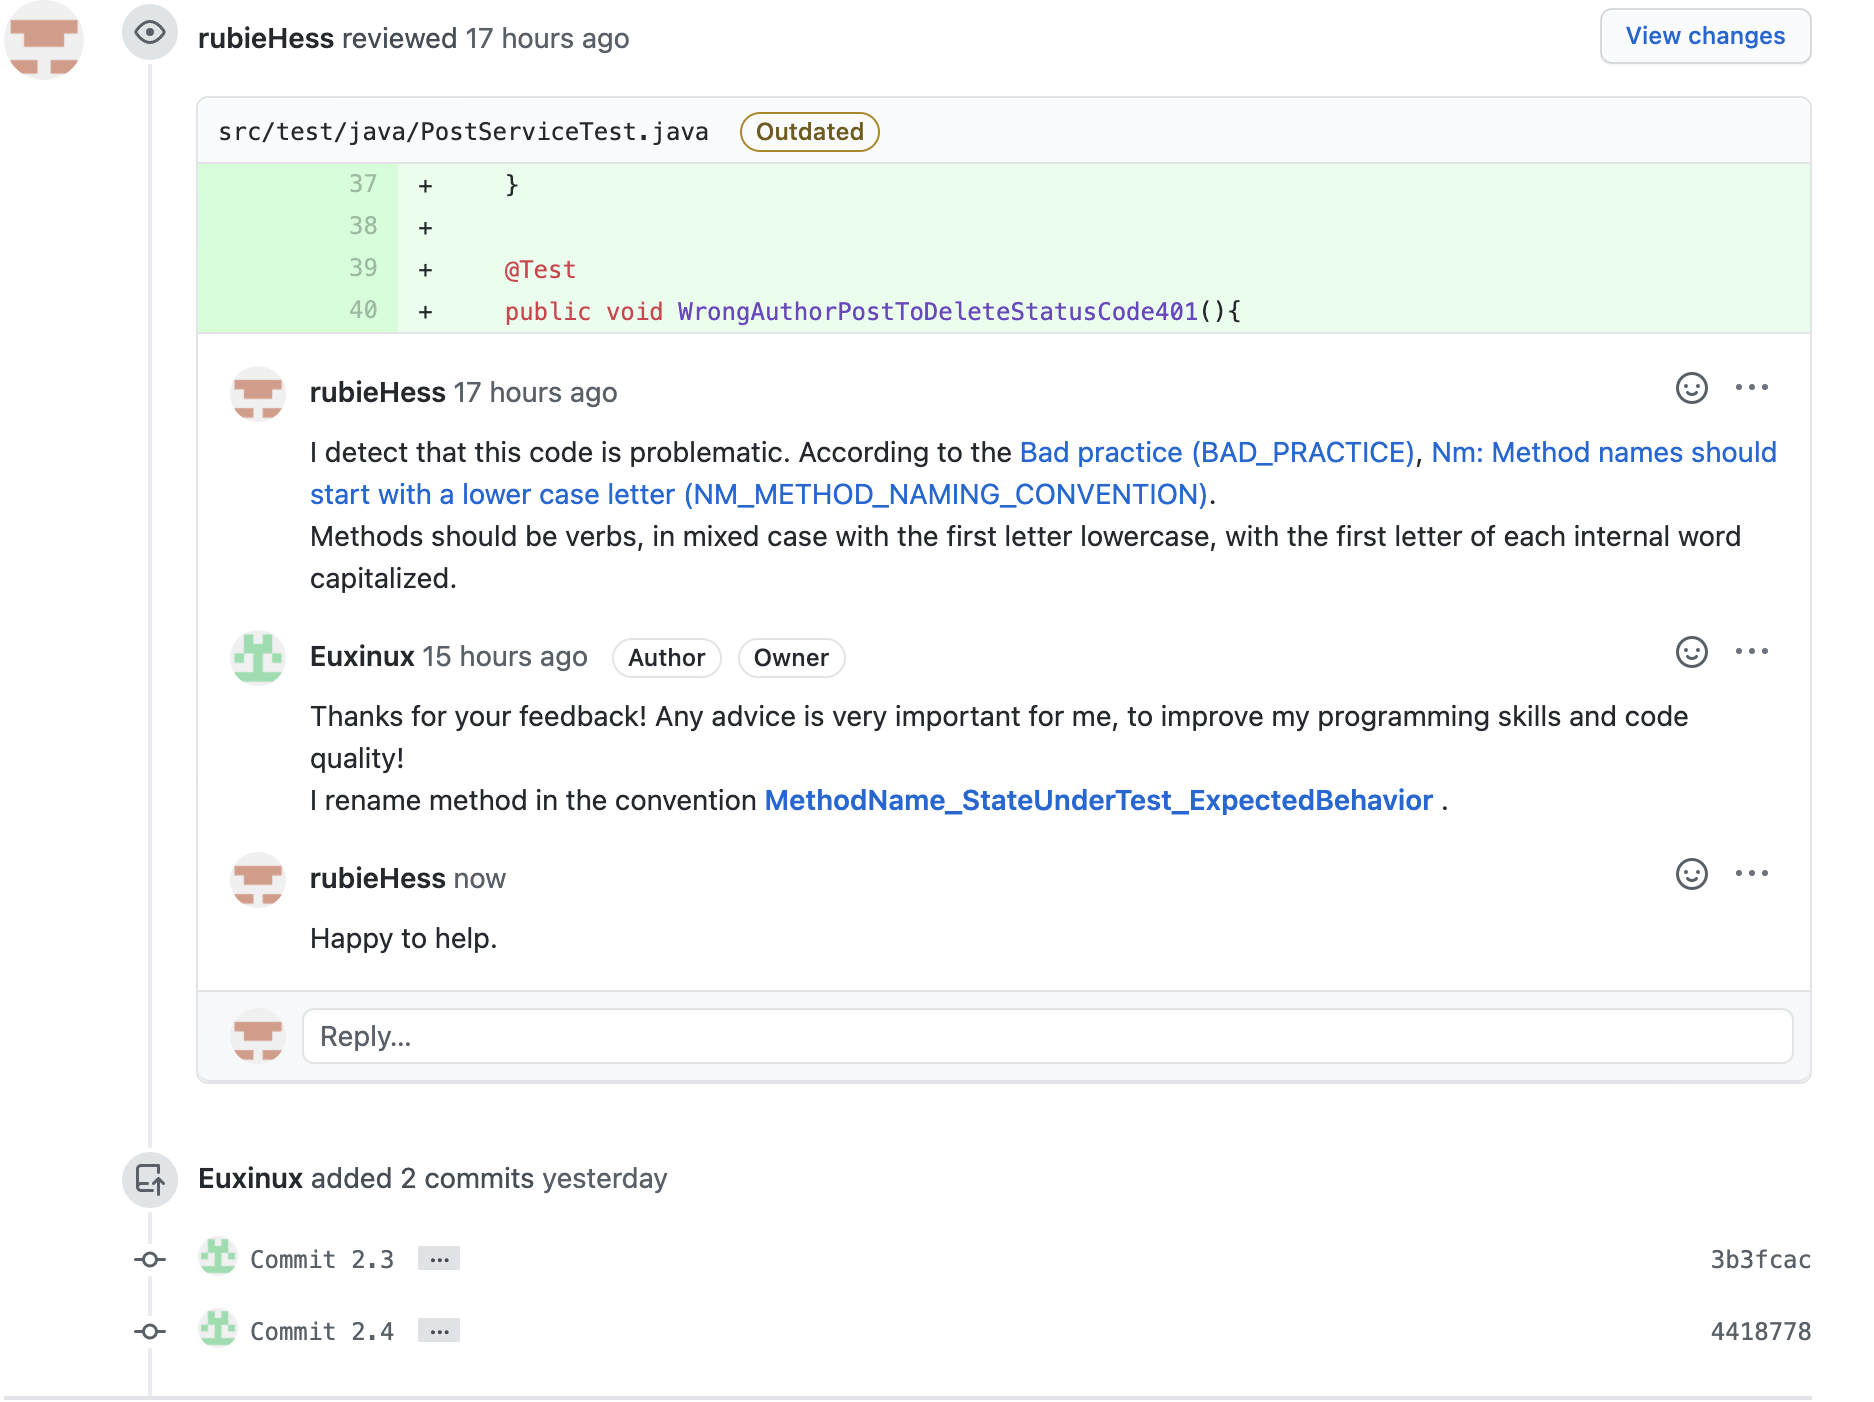 rubieHess reviewed 17 hours ago
View changes
src/test/java/PostServiceTest.java Outdated
37 + }
38 +
39 + @Test
40 + public void WrongAuthorPostToDeleteStatusCode401(){
rubieHess 17 hours ago
I detect that this code is problematic. According to the Bad practice (BAD_PRACTICE), Nm: Method names should
start with a lower case letter (NM_METHOD_NAMING_CONVENTION).
Methods should be verbs, in mixed case with the first letter lowercase, with the first letter of each internal word
capitalized.
Euxinux 15 hours ago Author Owner
Thanks for your feedback! Any advice is very important for me, to improve my programming skills and code
quality!
I rename method in the convention MethodName_StateUnderTest_ExpectedBehavior .
rubieHess now
Happy to help.
Reply...
Euxinux added 2 commits yesterday
Commit 2.3 ... 3b3fcac
Commit 2.4 ... 4418778